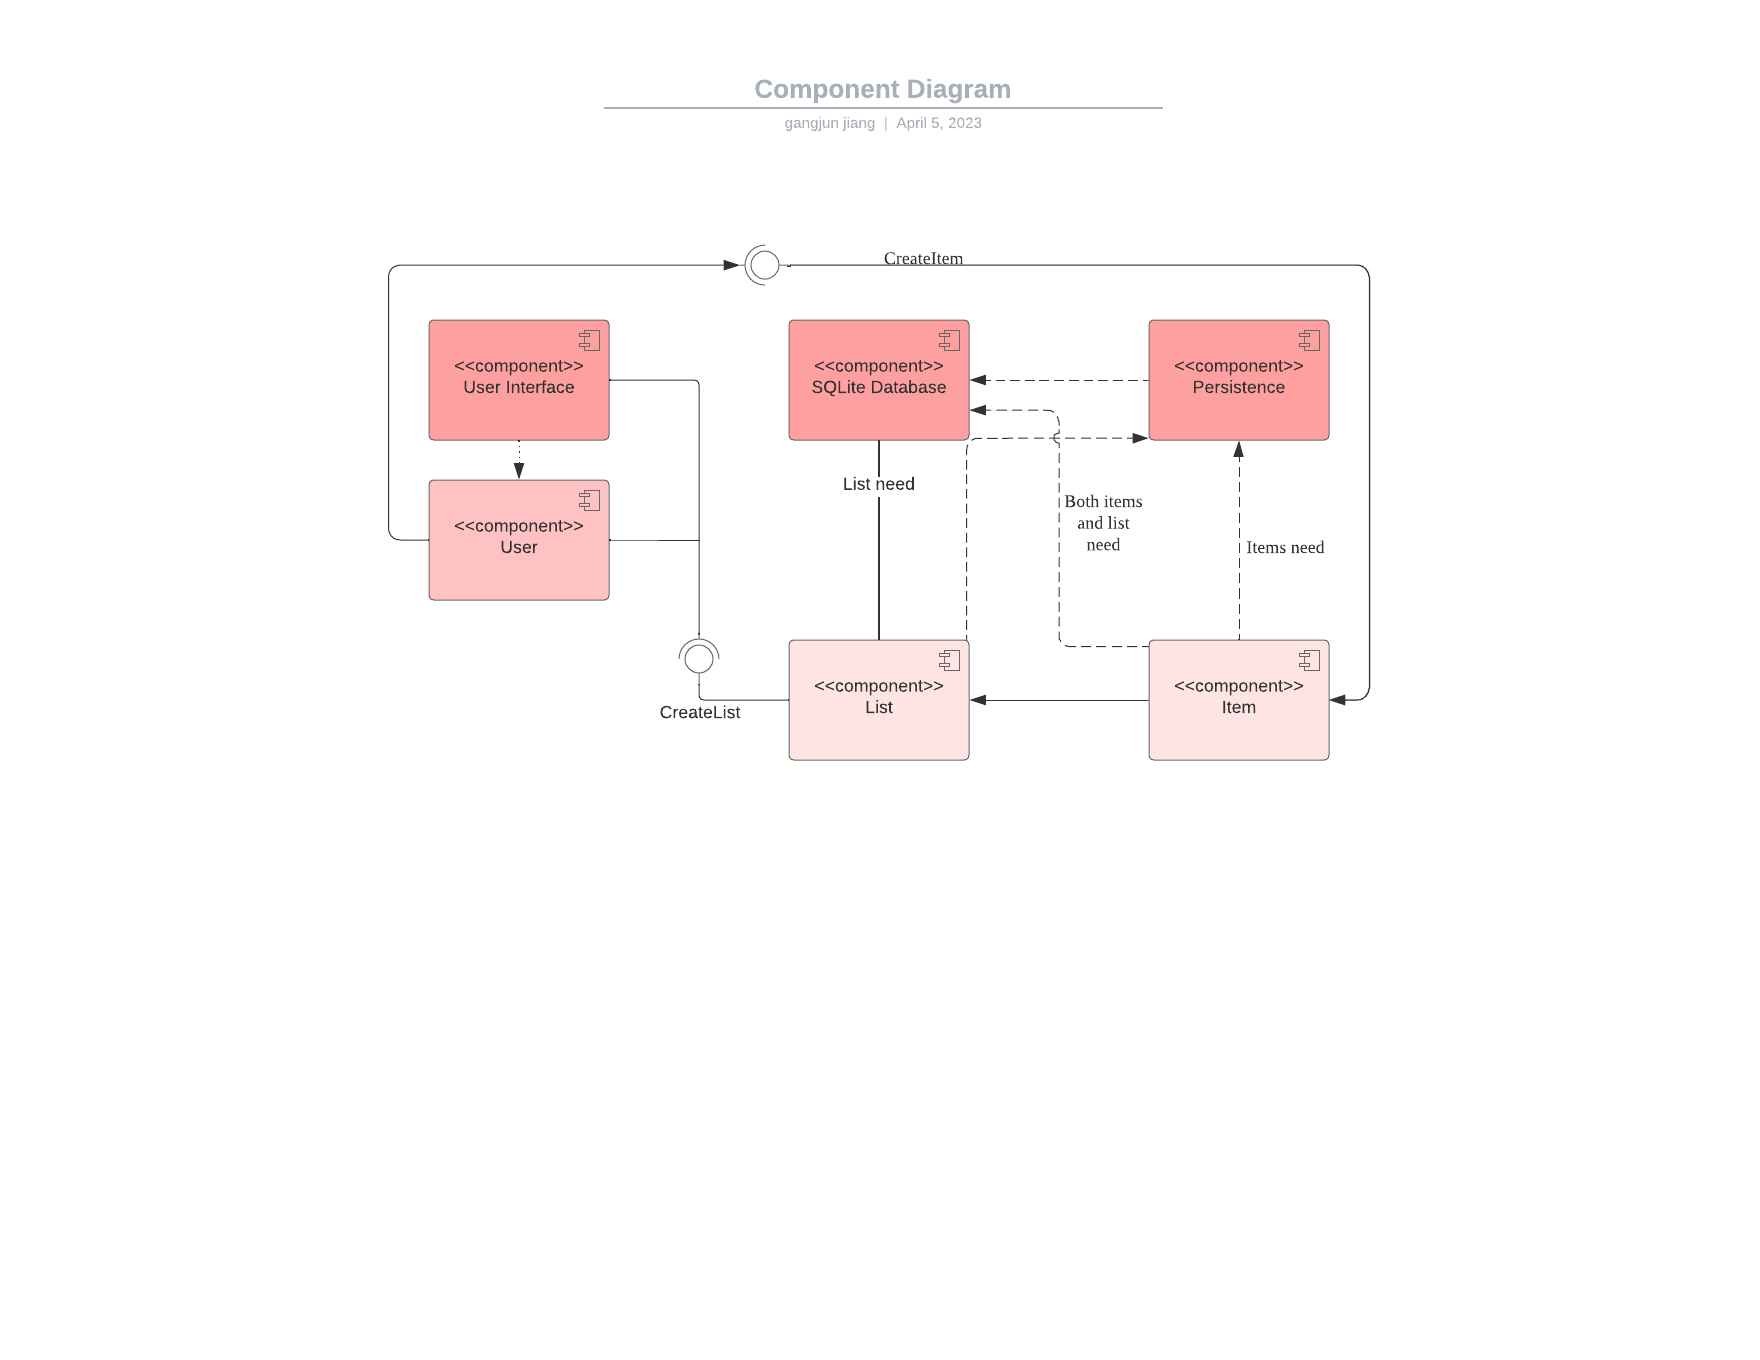 Component Diagram
gangjun jiang | April 5, 2023
CreateItem
<<component>>
User Interface
<<component>>
SQLite Database
<<component>>
Persistence
List need
<<component>>
User
Both items
and list
need
Items need
<<component>>
List
<<component>>
Item
CreateList